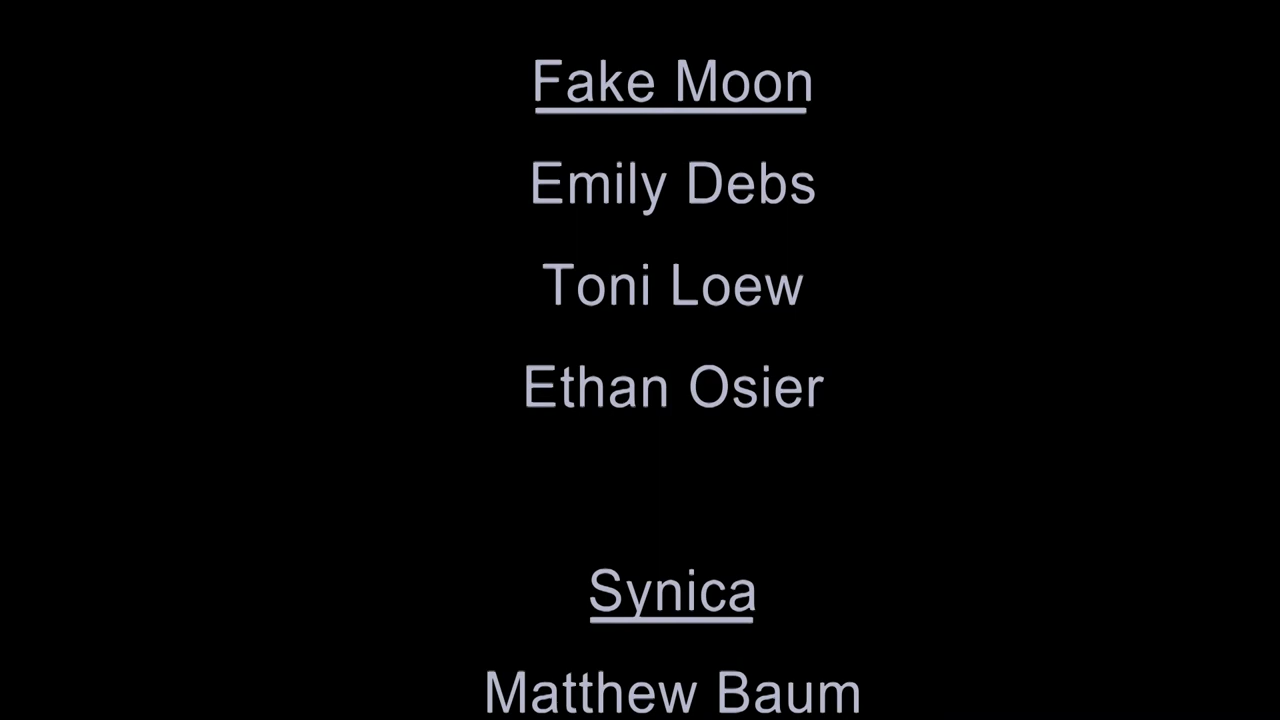 Fake Moon
Emily Debs
Toni Loew
Ethan Osier
Synica
Matthew Baum